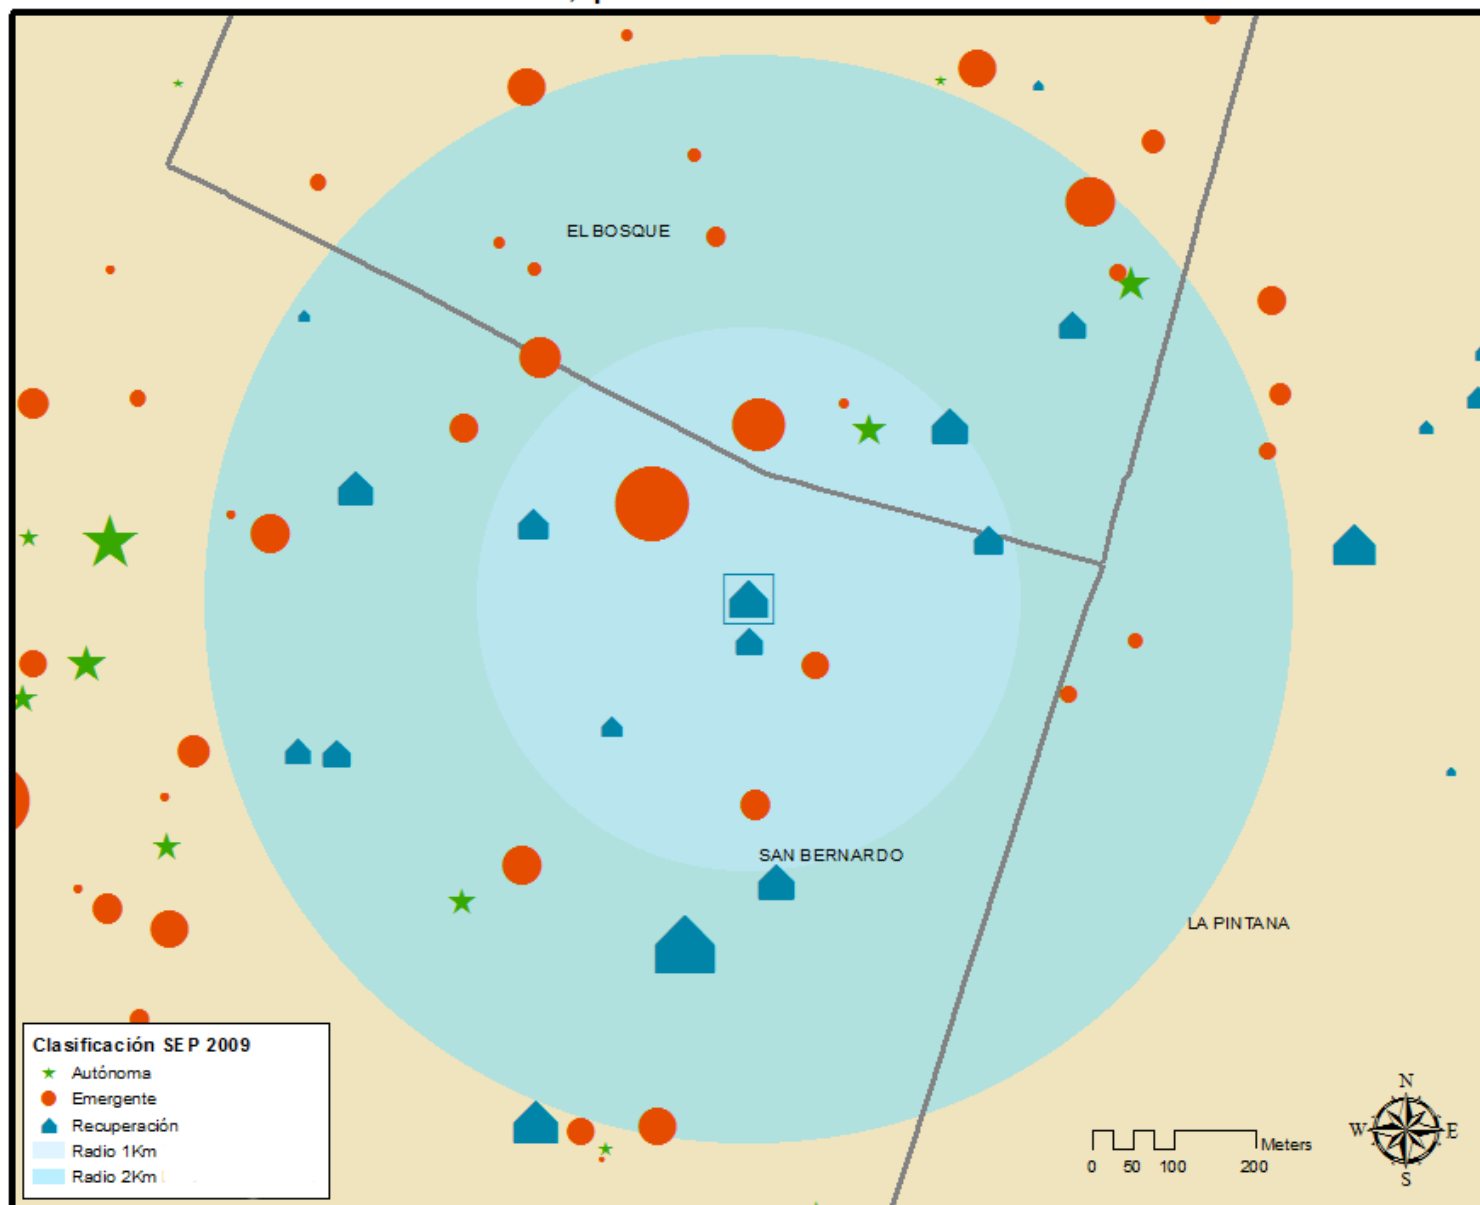 EL BOSQUE
SAN BERNARDO
LA PINTANA
Clasificación SEP 2009
Autónoma
Emergente
Recuperación
Radio 1Km
Radio 2Km
N
W E
S
Meters
0 50 100 200